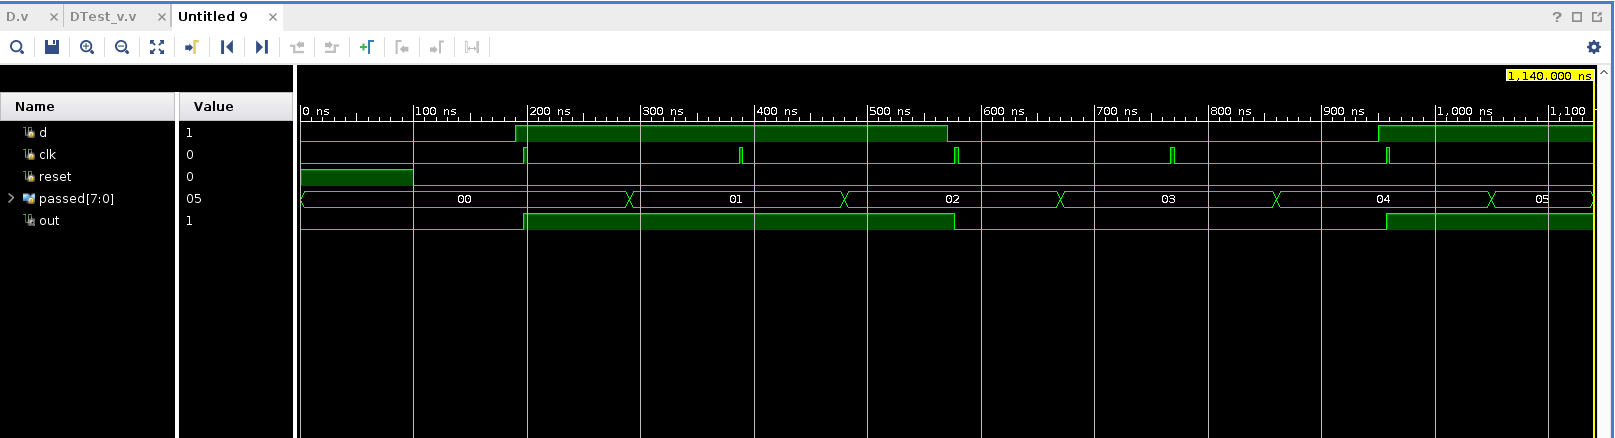 D.v × DTest_v.v × Untitled 9 ×
?
1,140.000 ns
Name Value
0 ns 100 ns 200 ns 300 ns 400 ns 500 ns 600 ns 700 ns 800 ns 900 ns 1,000 ns 1,100
d 1
clk 0
reset 0
passed[7:0] 05 00 01 02 03 04 05
out 1